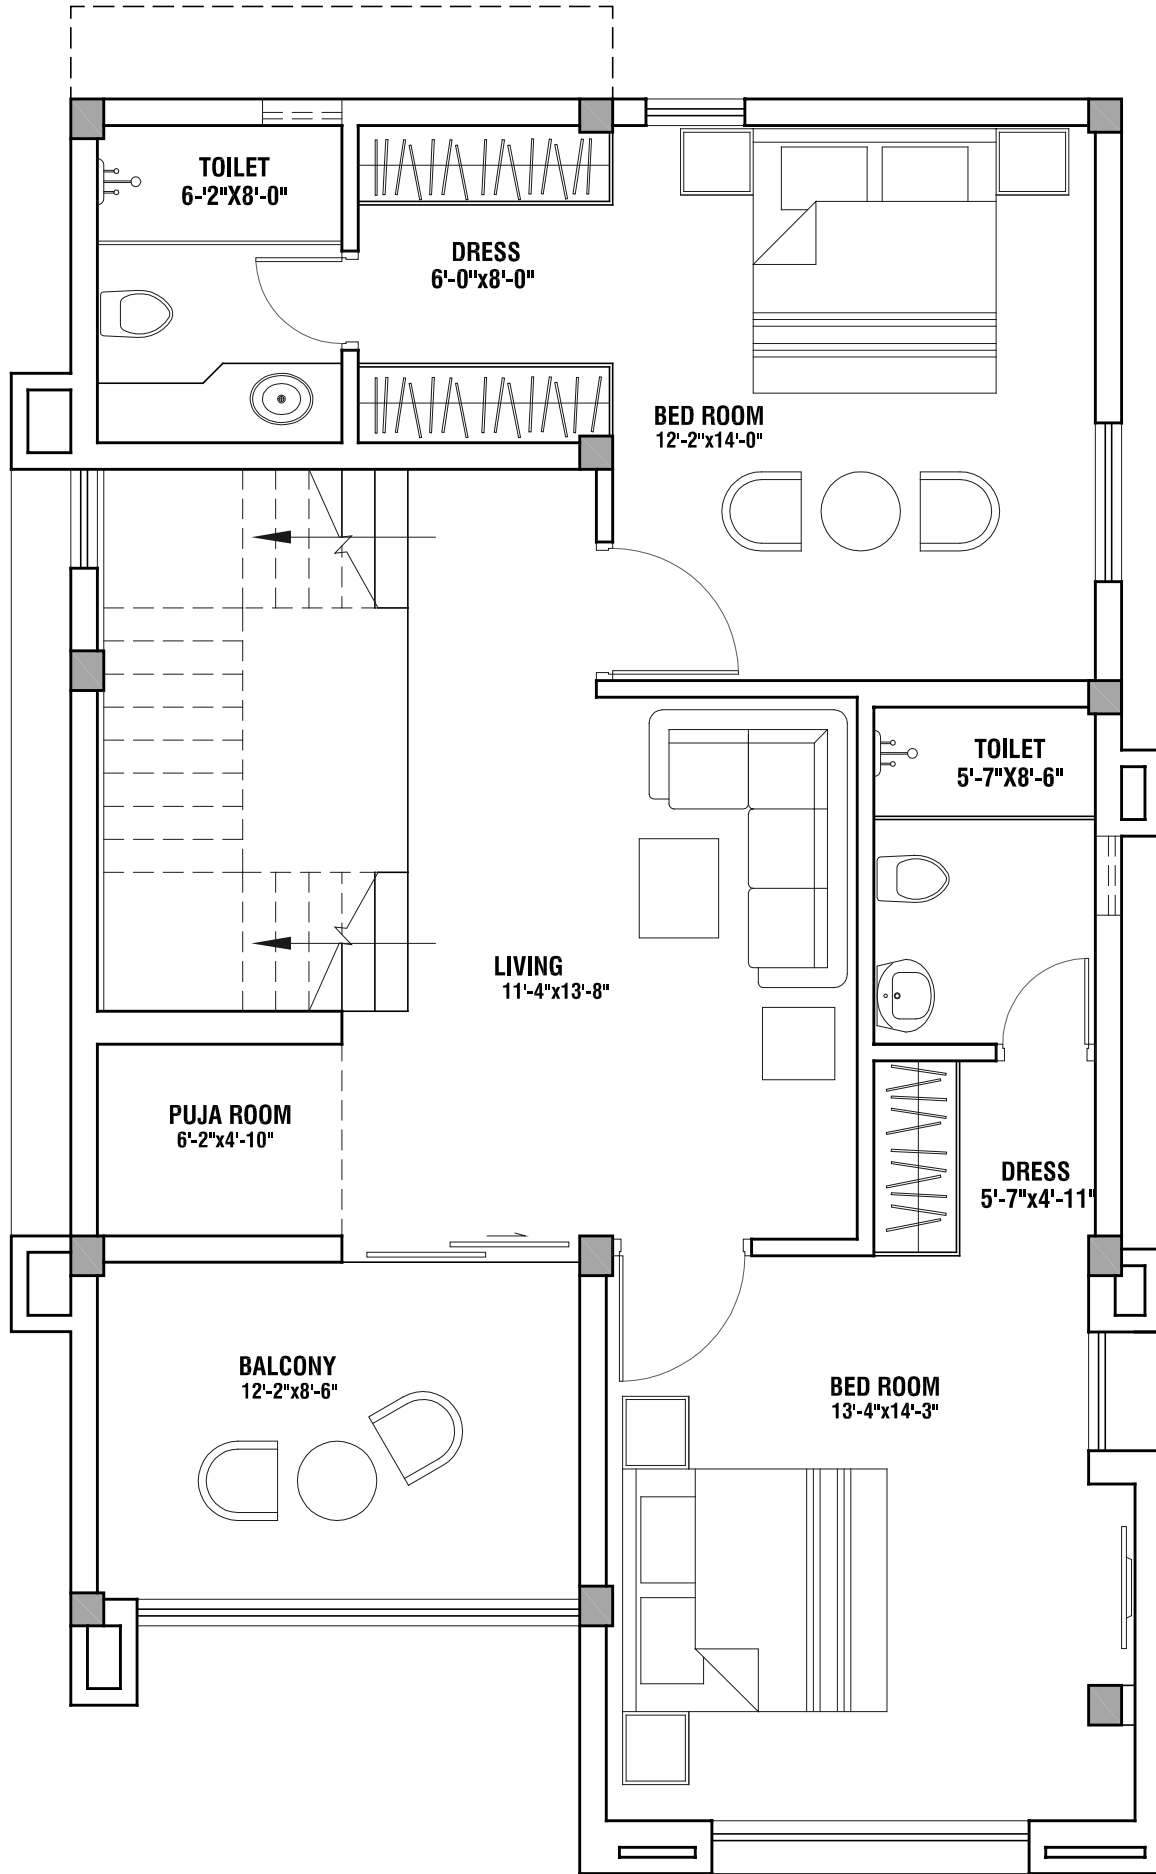 TOILET
6-'2"X8'-0"
DRESS
6'-0"x8'-0"
BED ROOM
12'-2"x14'-0"
TOILET
5'-7"X8'-6"
LIVING
11'-4"x13'-8"
PUJA ROOM
6'-2"x4'-10"
DRESS
5'-7"x4'-11"
BALCONY
12'-2"x8'-6"
BED ROOM
13'-4"x14'-3"